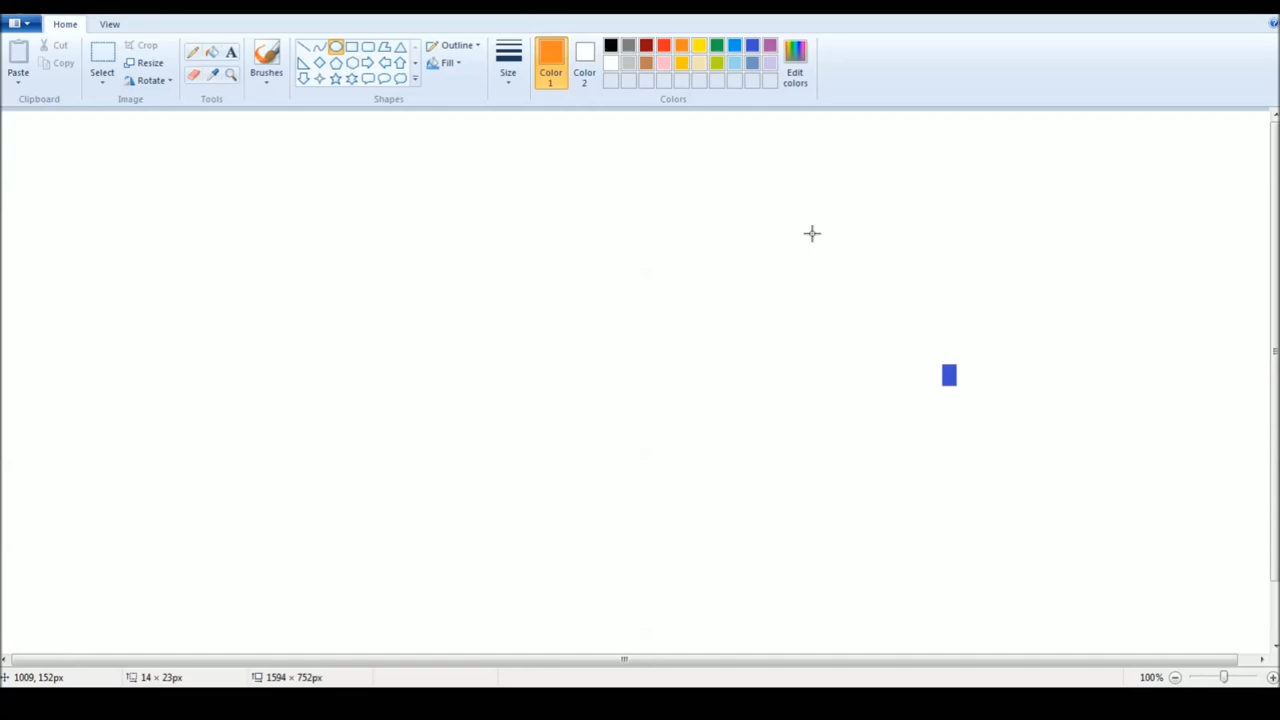 Home View
Cut
Copy
Paste
Clipboard
Select
Crop
Resize
Rotate
Image
A
Tools
Brushes
Outline
Fill
Shapes
Size
Color 1
Color 2
Edit colors
Colors
1009, 152px 14 × 23px 1594 × 752px 100%